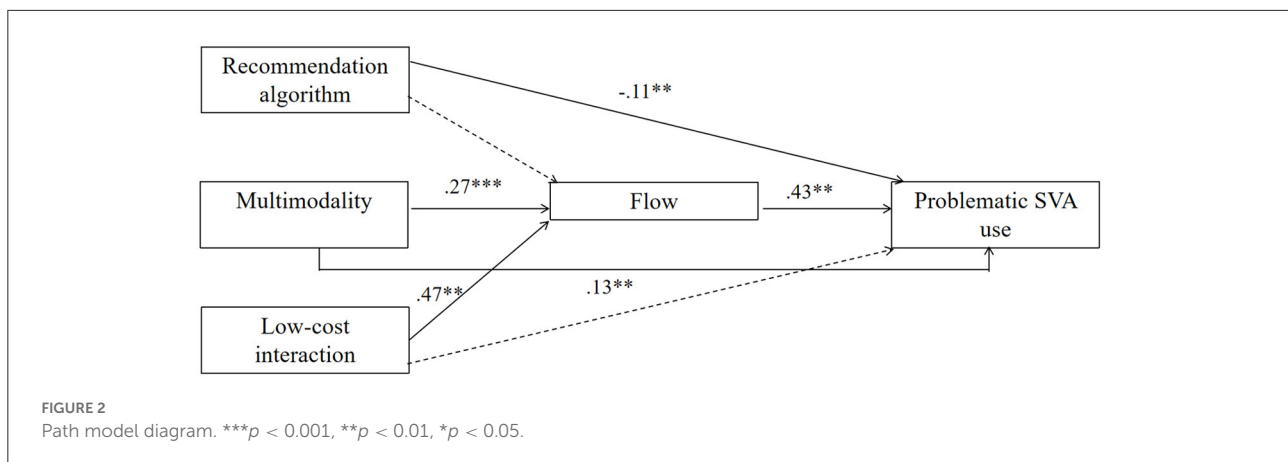 Recommendation
algorithm
-.11**
Multimodality
.27***
Flow
.43**
Problematic SVA
use
.47**
.13**
Low-cost
interaction
FIGURE 2
Path model diagram. ***p < 0.001, **p < 0.01, *p < 0.05.